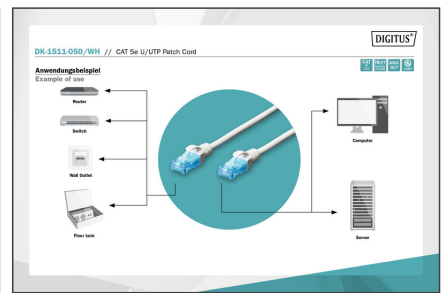 DIGITUS®
DK-1511-050/WH // CAT 5e U/UTP Patch Cord
Anwendungsbeispiel
Example of use
Router
Switch
Wall Outlet
Floor tank
Computer
Server